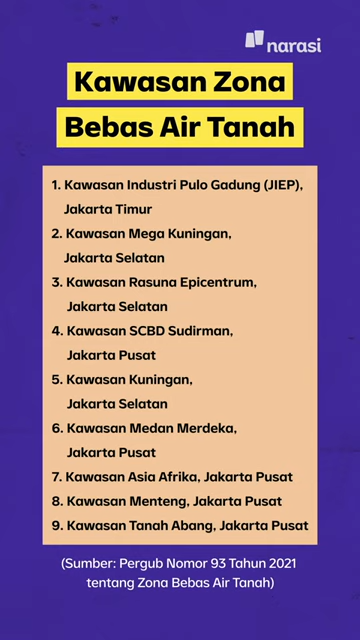 narasi
Kawasan Zona
Bebas Air Tanah
1. Kawasan Industri Pulo Gadung (JIEP),
Jakarta Timur
2. Kawasan Mega Kuningan,
Jakarta Selatan
3. Kawasan Rasuna Epicentrum,
Jakarta Selatan
4. Kawasan SCBD Sudirman,
Jakarta Pusat
5. Kawasan Kuningan,
Jakarta Selatan
6. Kawasan Medan Merdeka,
Jakarta Pusat
7. Kawasan Asia Afrika, Jakarta Pusat
8. Kawasan Menteng, Jakarta Pusat
9. Kawasan Tanah Abang, Jakarta Pusat
(Sumber: Pergub Nomor 93 Tahun 2021
tentang Zona Bebas Air Tanah)